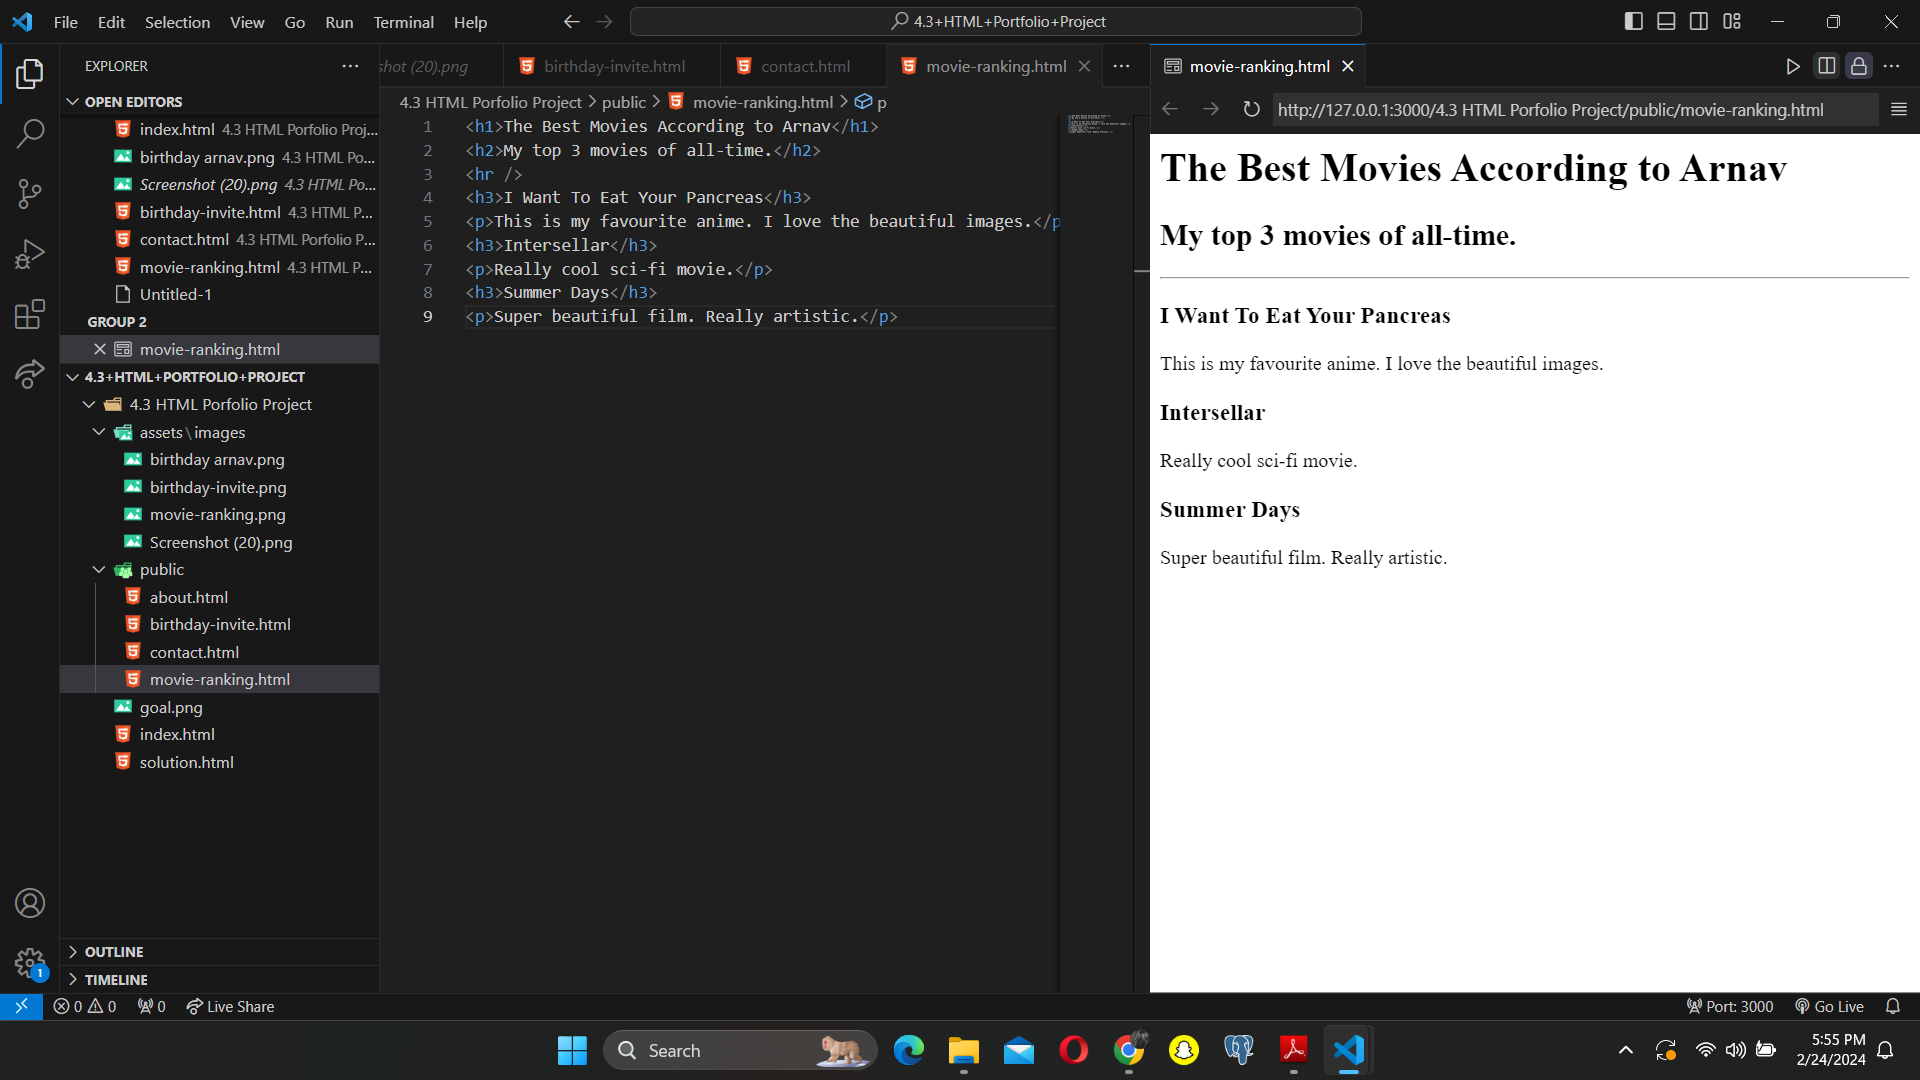 File Edit Selection View Go Run Terminal Help
4.3+HTML+Portfolio+Project
EXPLORER
OPEN EDITORS
index.html 4.3 HTML Porfolio Proj...
birthday arnav.png 4.3 HTML Po...
Screenshot (20).png 4.3 HTML Po...
birthday-invite.html 4.3 HTML P...
contact.html 4.3 HTML Porfolio P...
movie-ranking.html 4.3 HTML P...
Untitled-1
GROUP 2
movie-ranking.html
4.3+HTML+PORTFOLIO+PROJECT
4.3 HTML Porfolio Project
assets\images
birthday arnav.png
birthday-invite.png
movie-ranking.png
Screenshot (20).png
public
about.html
birthday-invite.html
contact.html
movie-ranking.html
goal.png
index.html
solution.html
OUTLINE
TIMELINE
shot (20).png birthday-invite.html contact.html movie-ranking.html
4.3 HTML Porfolio Project > public > movie-ranking.html > p
1 <h1>The Best Movies According to Arnav</h1>
2 <h2>My top 3 movies of all-time.</h2>
3 <hr />
4 <h3>I Want To Eat Your Pancreas</h3>
5 <p>This is my favourite anime. I love the beautiful images.</p
6 <h3>Intersellar</h3>
7 <p>Really cool sci-fi movie.</p>
8 <h3>Summer Days</h3>
9 <p>Super beautiful film. Really artistic.</p>
movie-ranking.html
http://127.0.0.1:3000/4.3 HTML Porfolio Project/public/movie-ranking.html
The Best Movies According to Arnav
My top 3 movies of all-time.
I Want To Eat Your Pancreas
This is my favourite anime. I love the beautiful images.
Intersellar
Really cool sci-fi movie.
Summer Days
Super beautiful film. Really artistic.
1
0 0 0 Live Share
Port: 3000 Go Live
Search
5:55 PM
2/24/2024